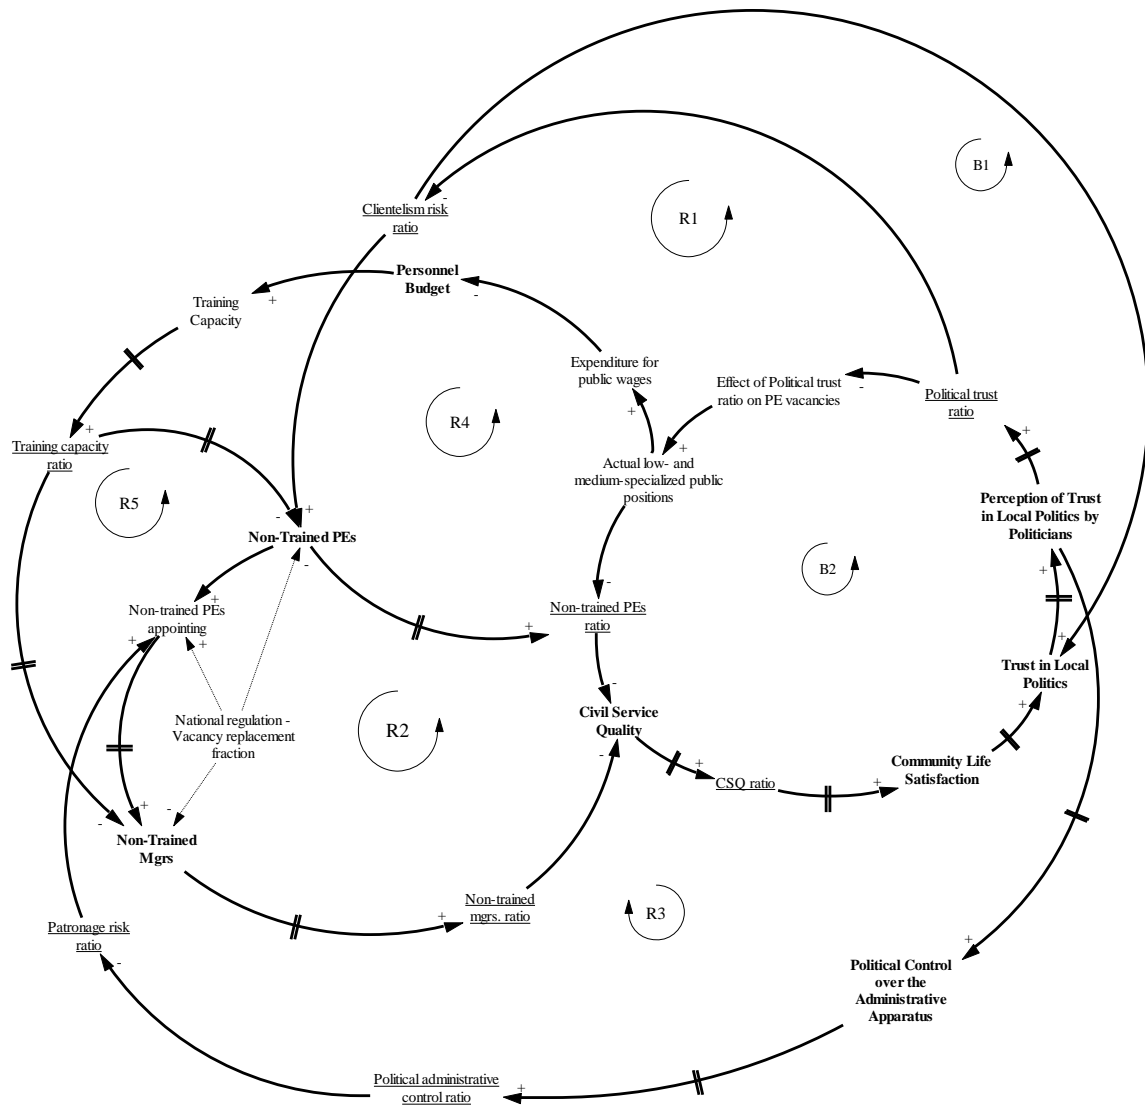 B1
R1
Clientelism risk
ratio
-
Personnel
Budget
-
+
Training
Capacity
Expenditure for
public wages
Effect of Political trust
ratio on PE vacancies
-
Political trust
ratio
+
R4
+
+
+
Training capacity
ratio
Actual low- and
medium-specialized public
positions
R5
Perception of Trust
in Local Politics by
Politicians
+
-
Non-Trained PEs
-
B2
+
-
+
Non-trained PEs
appointing
+
Non-trained PEs
ratio
+
+
Trust in Local
Politics
-
Civil Service
Quality
-
National regulation -
Vacancy replacement
fraction
R2
+
+
Community Life
Satisfaction
CSQ ratio
+
-
+
-
Non-Trained
Mgrs
Non-trained
mgrs. ratio
+
R3
Patronage risk
ratio
-
+
Political Control
over the
Administrative
Apparatus
Political administrative
control ratio
+